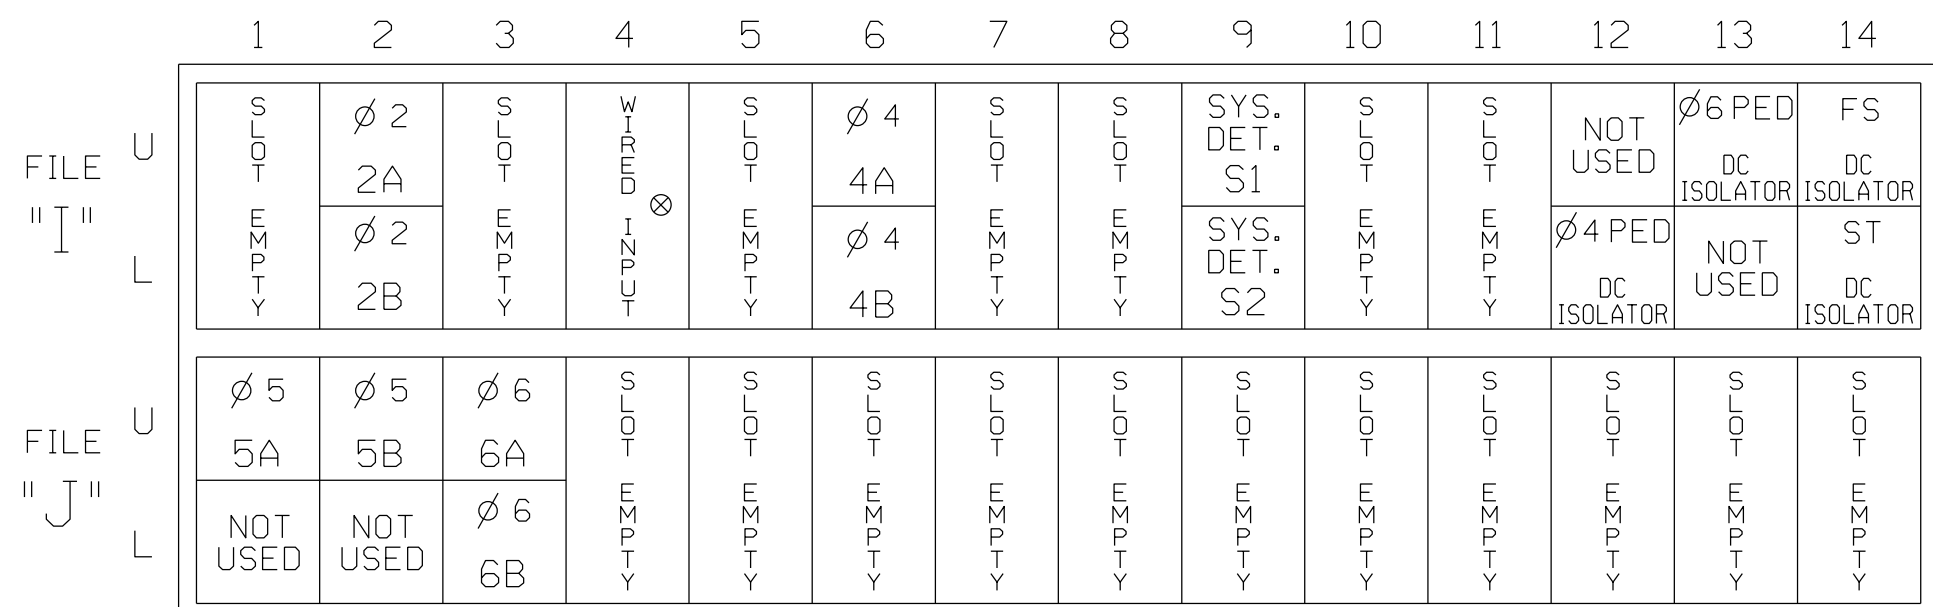 1 2 3 4 5 6 7 8 9 10 11 12 13 14
FILE "I"
U
L
SLOT EMPTY
Ø 2
2A
Ø 2
2B
SLOT EMPTY
WIRED INPUT
SLOT EMPTY
Ø 4
4A
Ø 4
4B
SLOT EMPTY
SLOT EMPTY
SYS.
DET.
S1
SYS.
DET.
S2
SLOT EMPTY
SLOT EMPTY
NOT
USED
Ø4 PED
DC
ISOLATOR
Ø6 PED
DC
ISOLATOR
NOT
USED
FS
DC
ISOLATOR
ST
DC
ISOLATOR
FILE "J"
U
L
Ø 5
5A
NOT
USED
Ø 5
5B
NOT
USED
Ø 6
6A
Ø 6
6B
SLOT EMPTY
SLOT EMPTY
SLOT EMPTY
SLOT EMPTY
SLOT EMPTY
SLOT EMPTY
SLOT EMPTY
SLOT EMPTY
SLOT EMPTY
SLOT EMPTY
SLOT EMPTY